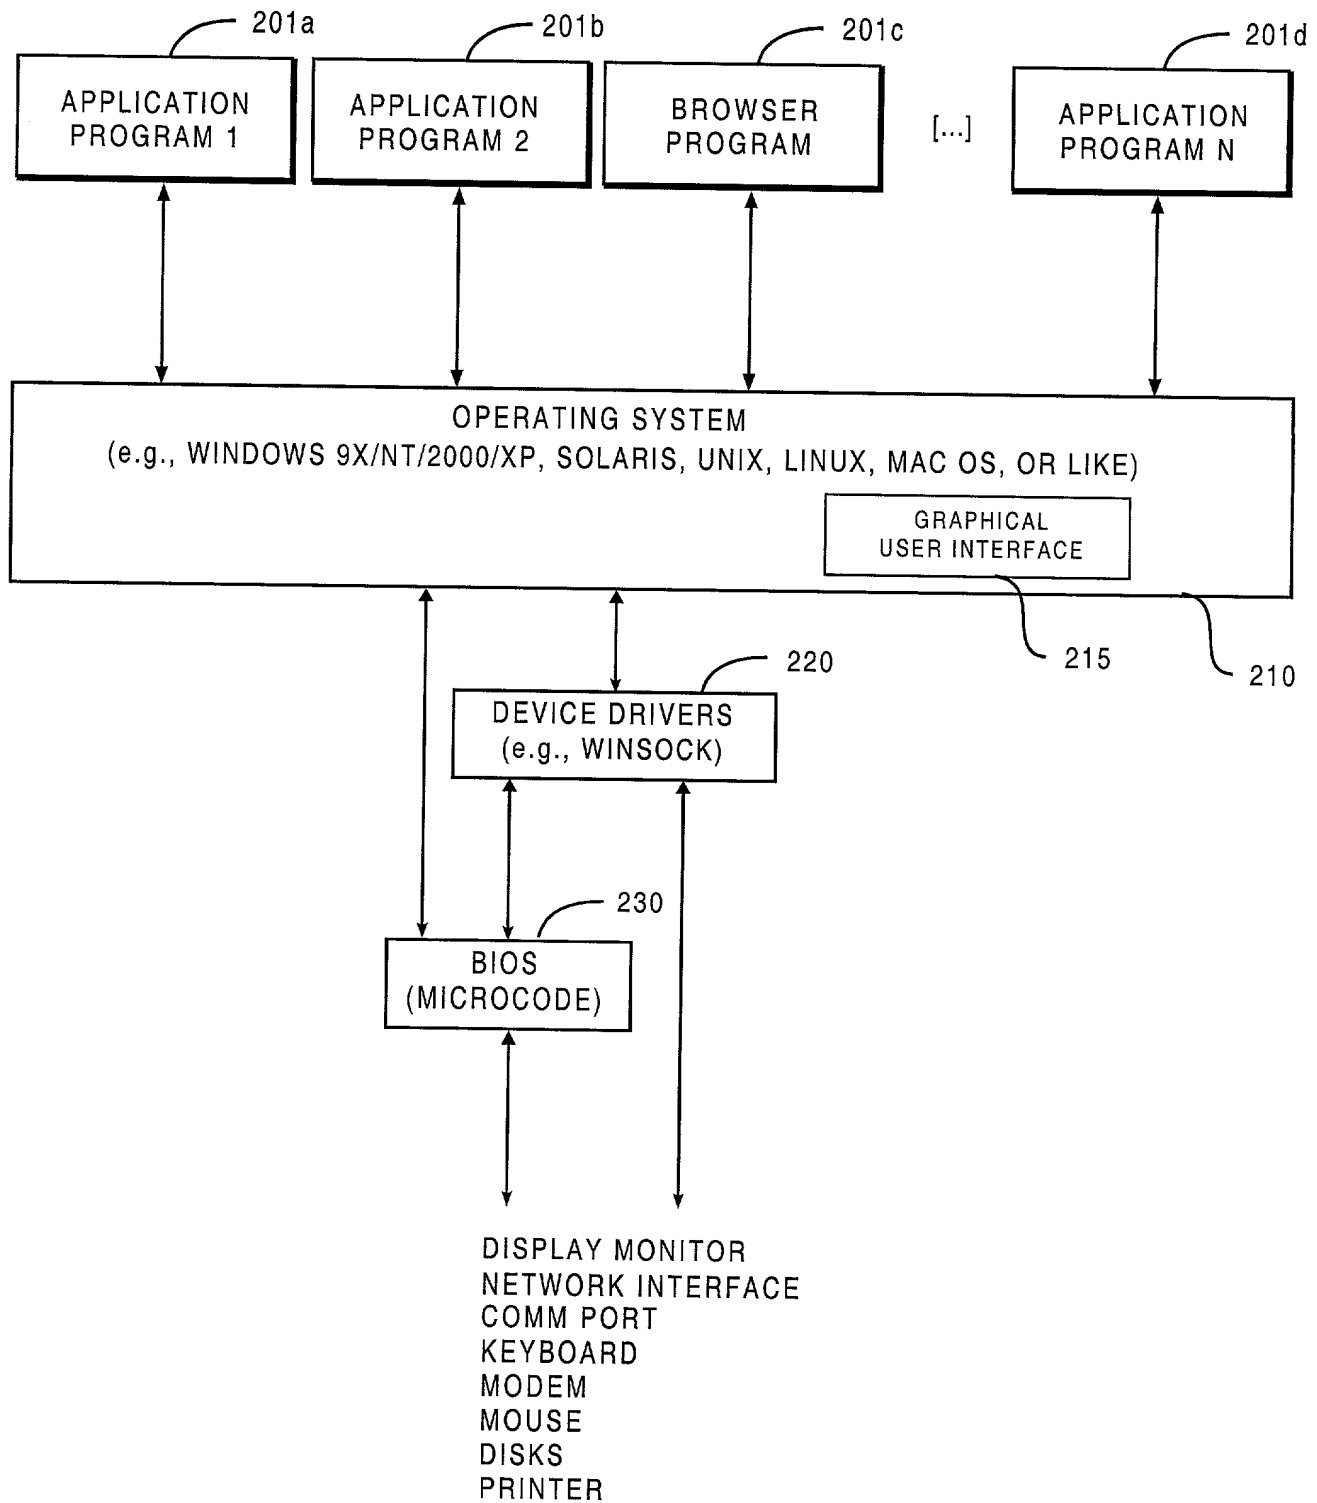 201a
201b
201c
201d
APPLICATION
PROGRAM 1
APPLICATION
PROGRAM 2
BROWSER
PROGRAM
[...]
APPLICATION
PROGRAM N
OPERATING SYSTEM
(e.g., WINDOWS 9X/NT/2000/XP, SOLARIS, UNIX, LINUX, MAC OS, OR LIKE)
GRAPHICAL
USER INTERFACE
215
210
220
DEVICE DRIVERS
(e.g., WINSOCK)
230
BIOS
(MICROCODE)
DISPLAY MONITOR
NETWORK INTERFACE
COMM PORT
KEYBOARD
MODEM
MOUSE
DISKS
PRINTER